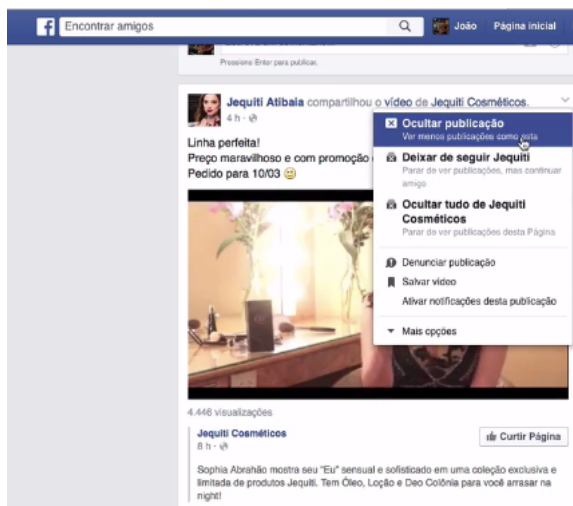 f
Encontrar amigos
João
Página inicial
Pressione Enter para publicar.
Jequiti Atibaia compartilhou o vídeo de Jequiti Cosméticos.
4 h ·
Linha perfeita!
Preço maravilhoso e com promoção
Pedido para 10/03
Ocultar publicação
Ver menos publicações como esta
Deixar de seguir Jequiti
Parar de ver publicações, mas continuar
amigo
Ocultar tudo de Jequiti
Cosméticos
Parar de ver publicações desta Página
Denunciar publicação
Salvar vídeo
Ativar notificações desta publicação
Mais opções
4.446 visualizações
Jequiti Cosméticos
8 h ·
Curtir Página
Sophia Abrahão mostra seu "Eu" sensual e sofisticado em uma coleção exclusiva e
limitada de produtos Jequiti. Tem Óleo, Loção e Deo Colônia para você arrasar na
night!